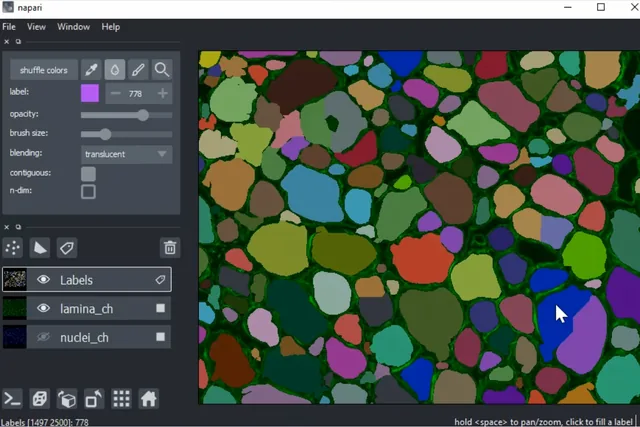 napari
File View Window Help
shuffle colors
label: 778
opacity:
brush size:
blending: translucent
contiguous:
n-dim:
Labels
lamina_ch
nuclei_ch
Labels [1497 2500]: 778
hold <space> to pan/zoom, click to fill a label